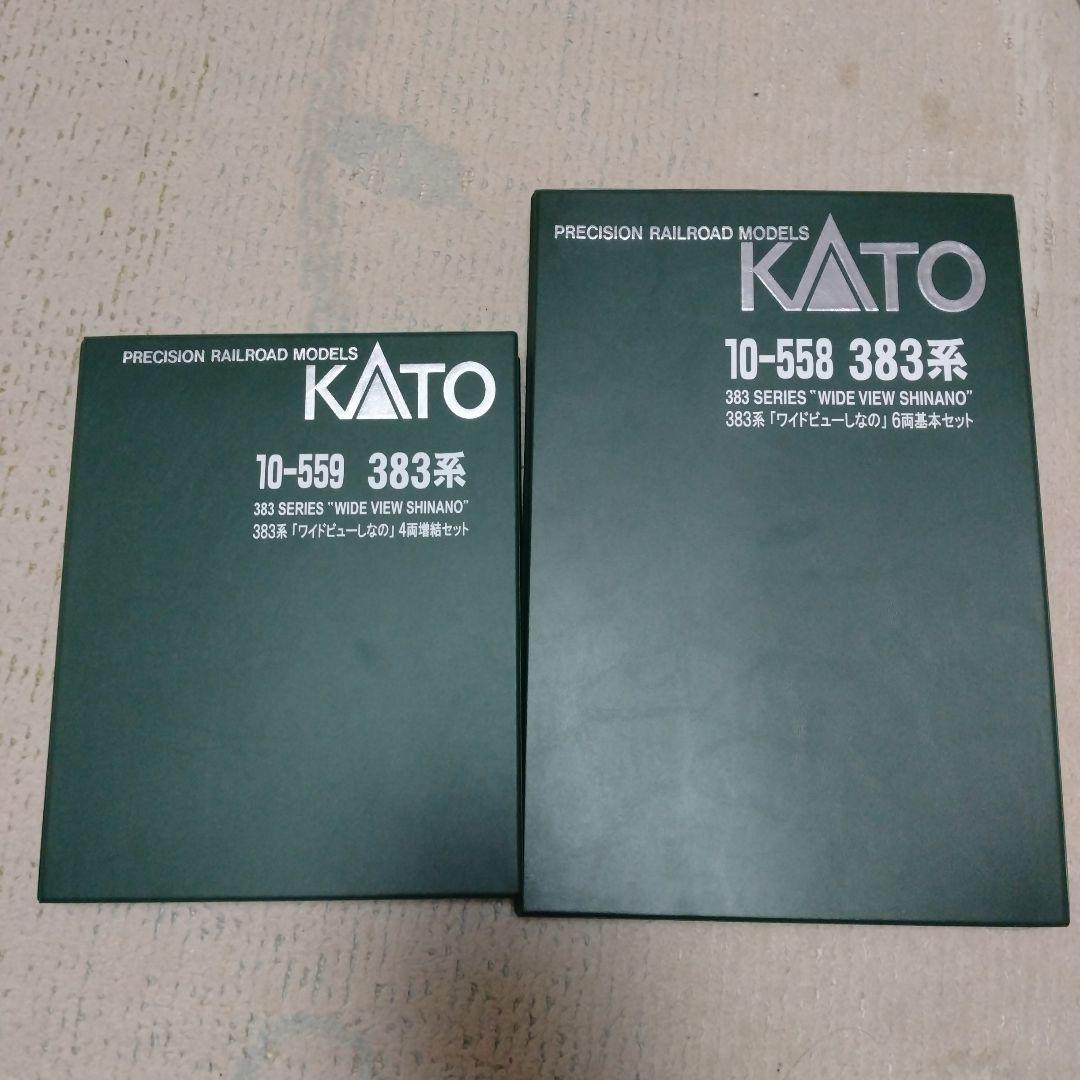 PRECISION RAILROAD MODELS
KATO
10-559 383系
383 SERIES "WIDE VIEW SHINANO"
383系「ワイドビューしなの」4両増結セット
PRECISION RAILROAD MODELS
KATO
10-558 383系
383 SERIES "WIDE VIEW SHINANO"
383系「ワイドビューしなの」6両基本セット